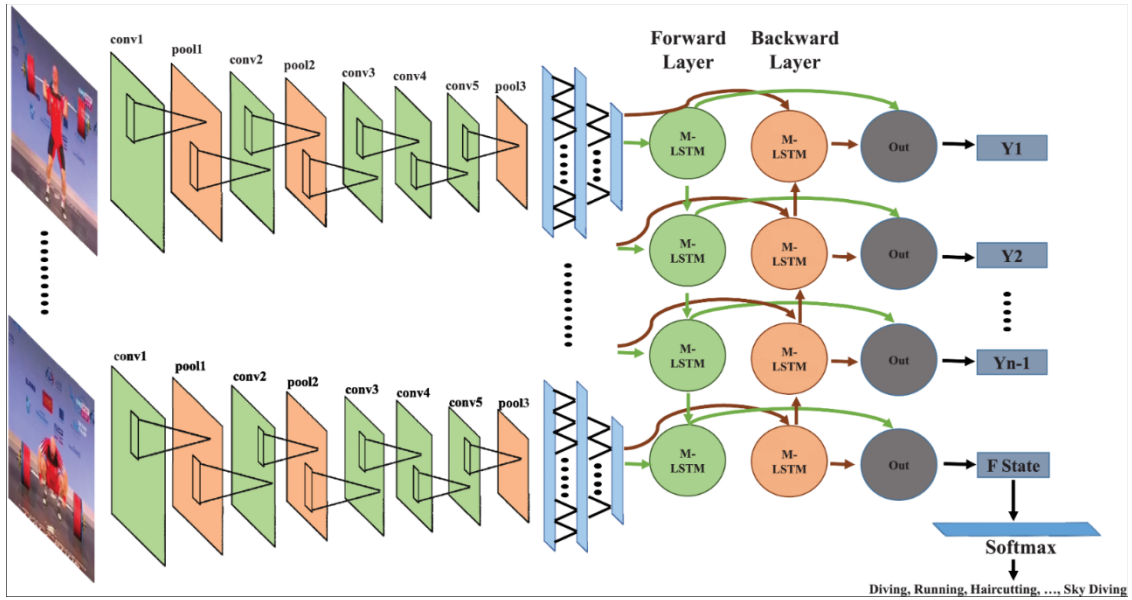 conv1
pool1
conv2
pool2
conv3
conv4
conv5
pool3
Forward
Layer
Backward
Layer
M-
LSTM
M-
LSTM
Out
Y1
M-
LSTM
M-
LSTM
Out
Y2
M-
LSTM
M-
LSTM
Out
Yn-1
conv1
pool1
conv2
pool2
conv3
conv4
conv5
pool3
M-
LSTM
M-
LSTM
Out
F State
Softmax
Diving, Running, Haircutting, ..., Sky Diving